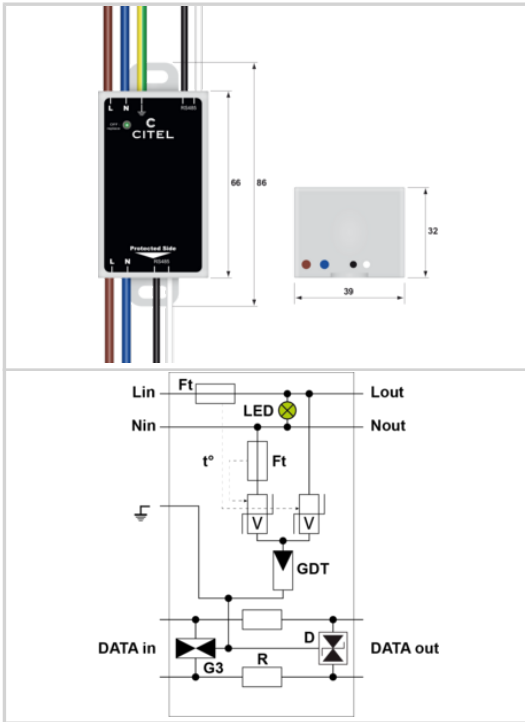 L N RS485
C
CITEL
Protected Side
L N RS485
66
86
32
39
Ft
Lin
Lout
LED
Nin
Nout
t°
Ft
V V
GDT
D
DATA in
DATA out
G3
R